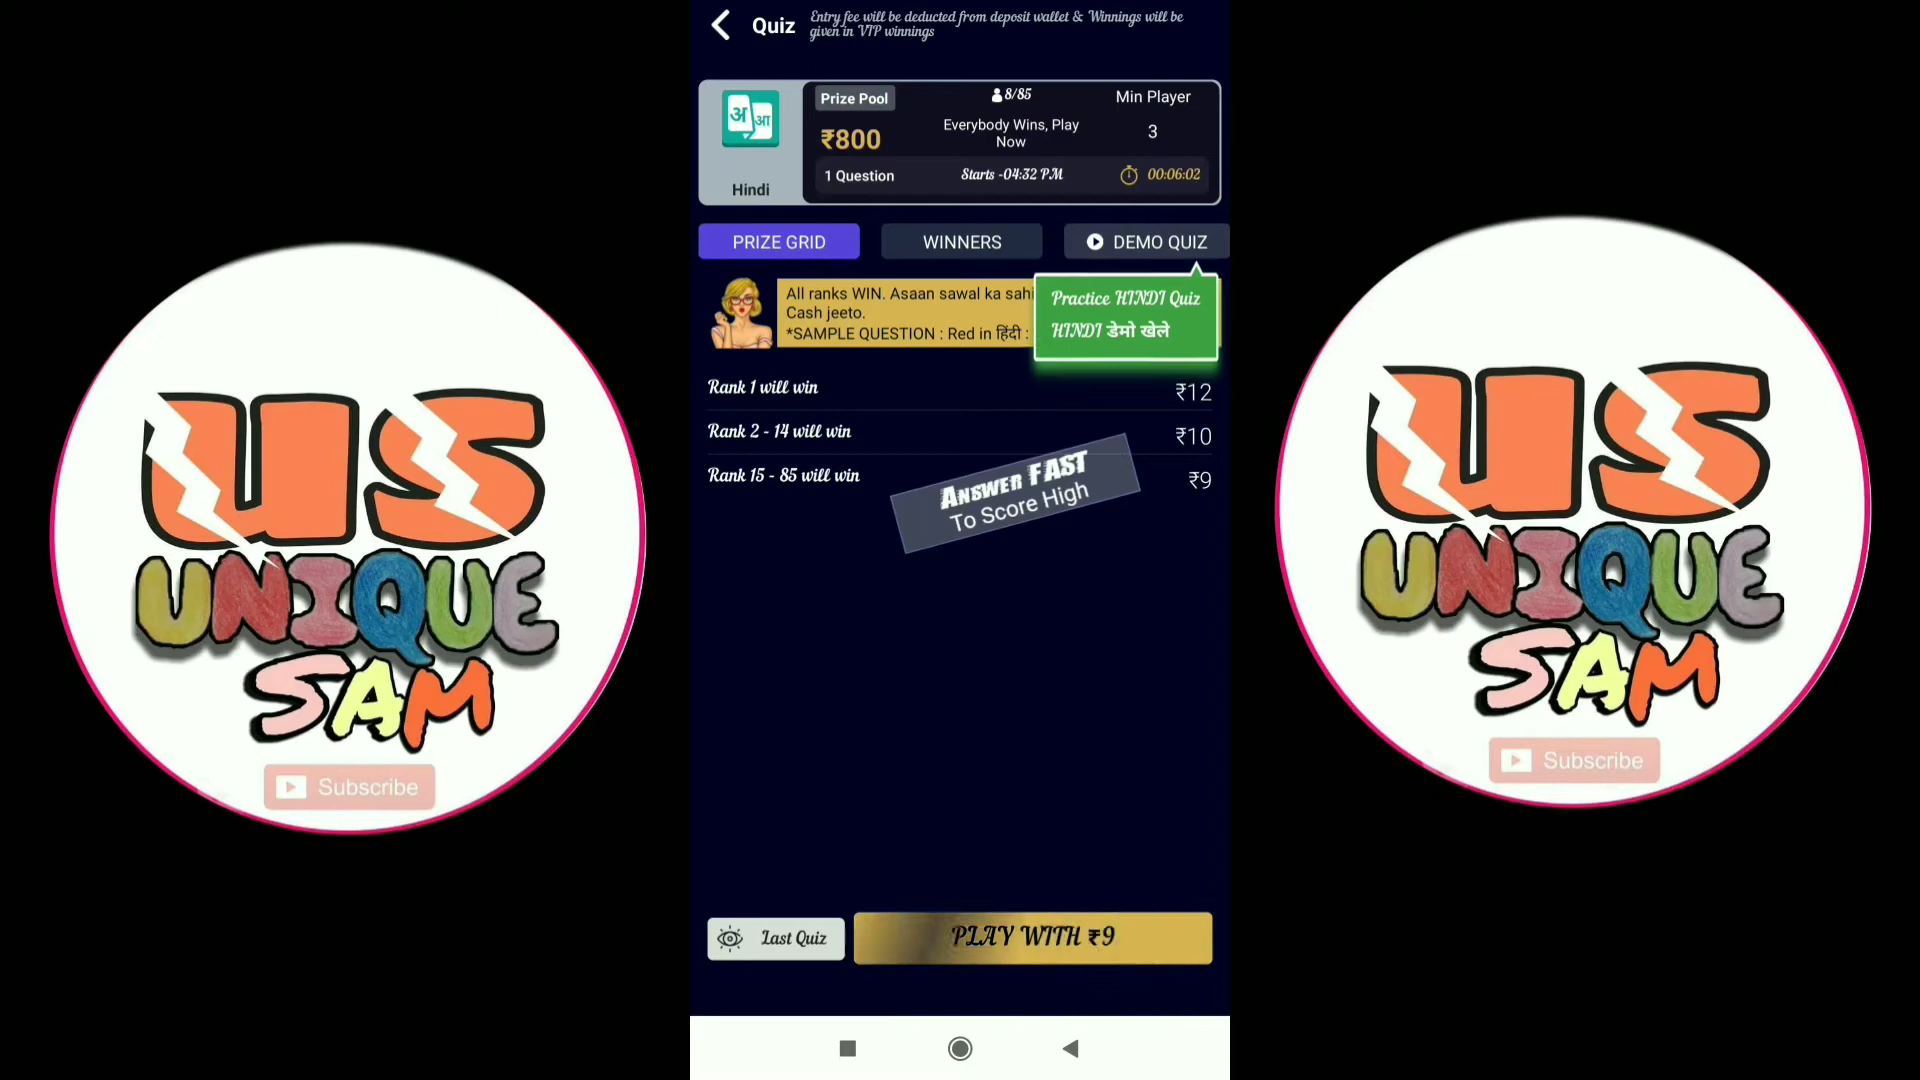 Quiz
Entry fee will be deducted from deposit wallet & Winnings will be
given in VIP winnings
अ आ
Hindi
Prize Pool
₹800
8/85
Everybody Wins, Play
Now
Min Player
3
1 Question
Starts -04:32 PM
00:06:02
PRIZE GRID
WINNERS
DEMO QUIZ
All ranks WIN. Asaan sawal ka sahi
Cash jeeto.
*SAMPLE QUESTION : Red in हिंदी :
Practice HINDI Quiz
HINDI डेमो खेले
Rank 1 will win
₹12
Rank 2 - 14 will win
₹10
Rank 15 - 85 will win
₹9
ANSWER FAST
To Score High
Last Quiz
PLAY WITH ₹9
US
UNIQUE
SAM
Subscribe
US
UNIQUE
SAM
Subscribe